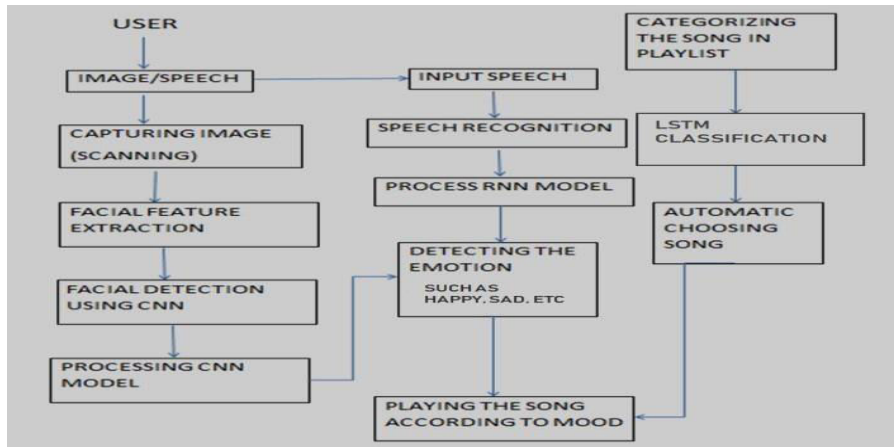 USER
IMAGE/SPEECH
CAPTURING IMAGE
(SCANNING)
FACIAL FEATURE
EXTRACTION
FACIAL DETECTION
USING CNN
PROCESSING CNN
MODEL
INPUT SPEECH
SPEECH RECOGNITION
PROCESS RNN MODEL
DETECTING THE
EMOTION
SUCH AS
HAPPY. SAD. ETC
PLAYING THE SONG
ACCORDING TO MOOD
CATEGORIZING
THE SONG IN
PLAYLIST
LSTM
CLASSIFICATION
AUTOMATIC
CHOOSING
SONG